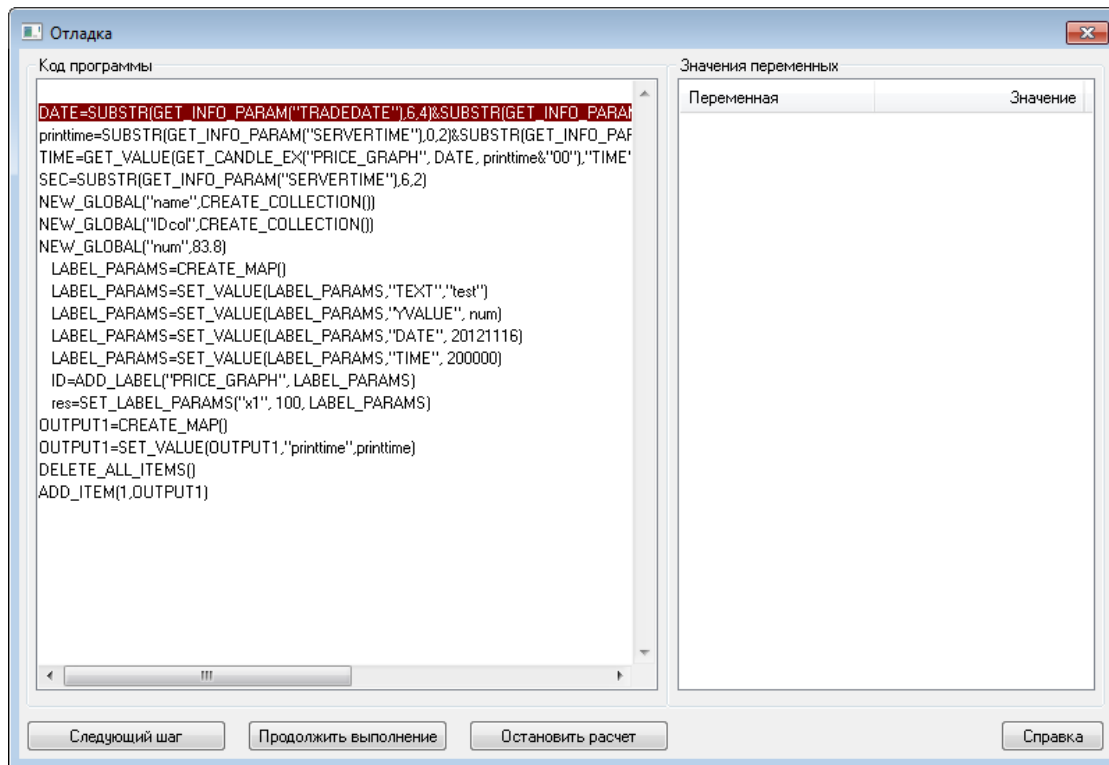 Отладка
Код программы
DATE=SUBSTR(GET_INFO_PARAM("TRADEDATE"),6,4)&SUBSTR(GET_INFO_PARAM
printtime=SUBSTR(GET_INFO_PARAM("SERVERTIME"),0,2)&SUBSTR(GET_INFO_PAR
TIME=GET_VALUE(GET_CANDLE_EX("PRICE_GRAPH", DATE, printtime&"00"),"TIME"
SEC=SUBSTR(GET_INFO_PARAM("SERVERTIME"),6,2)
NEW_GLOBAL("name",CREATE_COLLECTION())
NEW_GLOBAL("IDcol",CREATE_COLLECTION())
NEW_GLOBAL("num",83.8)
LABEL_PARAMS=CREATE_MAP()
LABEL_PARAMS=SET_VALUE(LABEL_PARAMS,"TEXT","test")
LABEL_PARAMS=SET_VALUE(LABEL_PARAMS,"YVALUE", num)
LABEL_PARAMS=SET_VALUE(LABEL_PARAMS,"DATE", 20121116)
LABEL_PARAMS=SET_VALUE(LABEL_PARAMS,"TIME", 200000)
ID=ADD_LABEL("PRICE_GRAPH", LABEL_PARAMS)
res=SET_LABEL_PARAMS("x1", 100, LABEL_PARAMS)
OUTPUT1=CREATE_MAP()
OUTPUT1=SET_VALUE(OUTPUT1,"printtime",printtime)
DELETE_ALL_ITEMS()
ADD_ITEM(1,OUTPUT1)
Значения переменных
Переменная Значение
Следующий шаг Продолжить выполнение Остановить расчет Справка